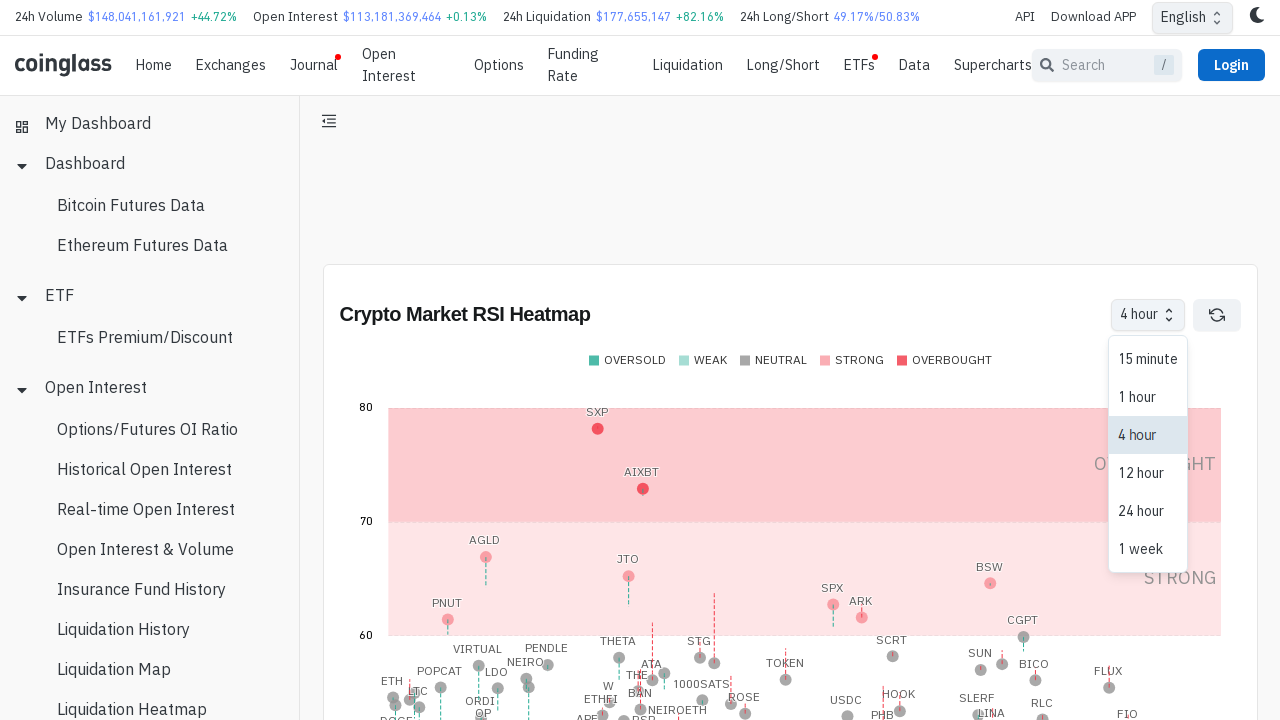 24h Volume $148,041,161,921 +44.72% Open Interest $113,181,369,464 +0.13% 24h Liquidation $177,655,147 +82.16% 24h Long/Short 49.17%/50.83% API Download APP English
coinglass Home Exchanges Journal Open Interest Options Funding Rate Liquidation Long/Short ETFs Data Supercharts Search / Login
My Dashboard
Dashboard
Bitcoin Futures Data
Ethereum Futures Data
ETF
ETFs Premium/Discount
Open Interest
Options/Futures OI Ratio
Historical Open Interest
Real-time Open Interest
Open Interest & Volume
Insurance Fund History
Liquidation History
Liquidation Map
Liquidation Heatmap
Crypto Market RSI Heatmap
4 hour
15 minute
1 hour
4 hour
12 hour
24 hour
1 week
OVERSOLD WEAK NEUTRAL STRONG OVERBOUGHT
80
SXP
AIXBT
70
AGLD
JTO
BSW
STRONG
SPX
PNUT
ARK
60
CGPT
THETA STG SCRT
VIRTUAL PENDLE
NEIRO ATA TOKEN SUN BICO
POPCAT LDO THE FLUX
ETH W 1000SATS
LTC BAN ROSE HOOK
ORDI ETHFI USDC SLERF RLC
OP NEIROETH PHB LINA FIO
DOGE APE RSR